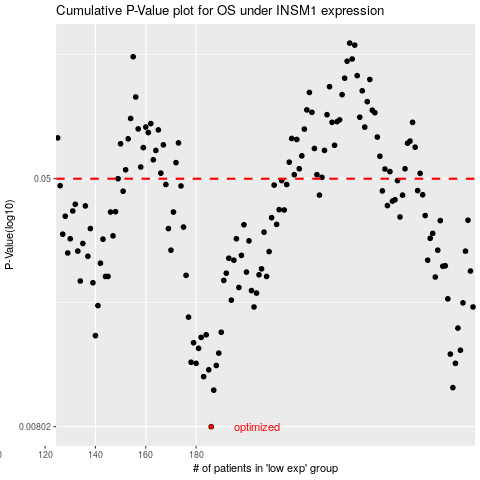 Cumulative P-Value plot for OS under INSM1 expression
P-Value(log10)
0.05
0.00802
optimized
0 120 140 160 180
# of patients in 'low exp' group